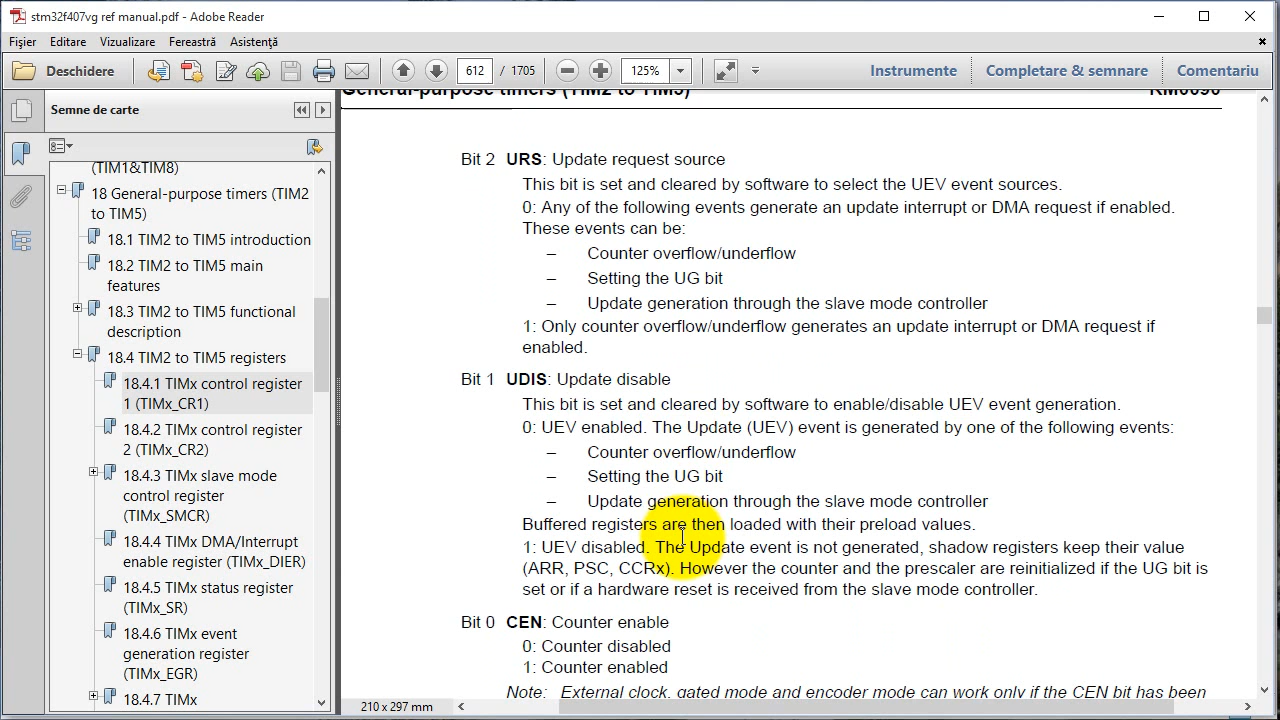 stm32f407vg ref manual.pdf - Adobe Reader
Fișier Editare Vizualizare Fereastră Asistență
Deschidere 612 / 1705 125% Instrumente Completare & semnare Comentariu
Semne de carte
(TIM1&TIM8)
18 General-purpose timers (TIM2
to TIM5)
18.1 TIM2 to TIM5 introduction
18.2 TIM2 to TIM5 main
features
18.3 TIM2 to TIM5 functional
description
18.4 TIM2 to TIM5 registers
18.4.1 TIMx control register
1 (TIMx_CR1)
18.4.2 TIMx control register
2 (TIMx_CR2)
18.4.3 TIMx slave mode
control register
(TIMx_SMCR)
18.4.4 TIMx DMA/Interrupt
enable register (TIMx_DIER)
18.4.5 TIMx status register
(TIMx_SR)
18.4.6 TIMx event
generation register
(TIMx_EGR)
18.4.7 TIMx
General-purpose timers (TIM2 to TIM5) RM0090
Bit 2 URS: Update request source
This bit is set and cleared by software to select the UEV event sources.
0: Any of the following events generate an update interrupt or DMA request if enabled.
These events can be:
– Counter overflow/underflow
– Setting the UG bit
– Update generation through the slave mode controller
1: Only counter overflow/underflow generates an update interrupt or DMA request if
enabled.
Bit 1 UDIS: Update disable
This bit is set and cleared by software to enable/disable UEV event generation.
0: UEV enabled. The Update (UEV) event is generated by one of the following events:
– Counter overflow/underflow
– Setting the UG bit
– Update generation through the slave mode controller
Buffered registers are then loaded with their preload values.
1: UEV disabled. The Update event is not generated, shadow registers keep their value
(ARR, PSC, CCRx). However the counter and the prescaler are reinitialized if the UG bit is
set or if a hardware reset is received from the slave mode controller.
Bit 0 CEN: Counter enable
0: Counter disabled
1: Counter enabled
Note: External clock, gated mode and encoder mode can work only if the CEN bit has been
210 x 297 mm